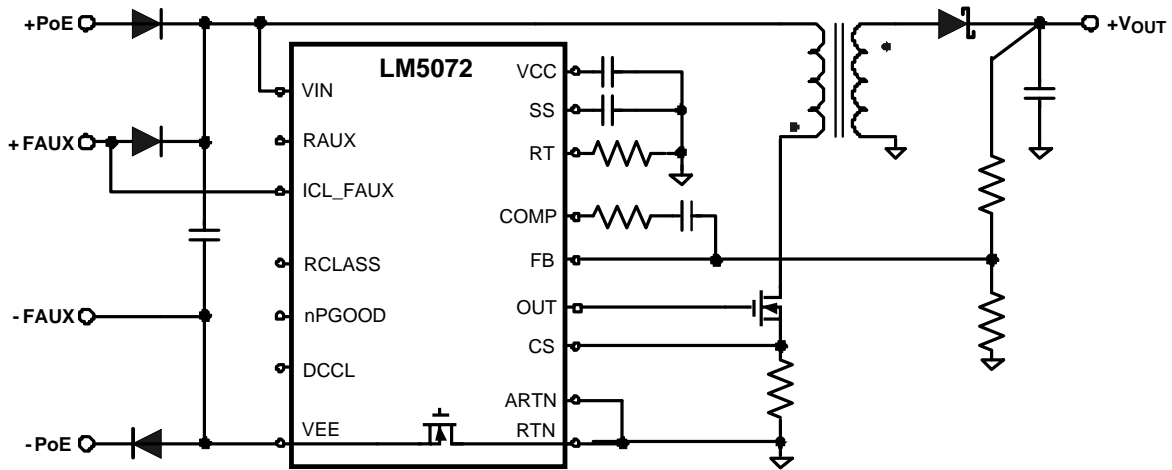 +PoE
+FAUX
-FAUX
-PoE
LM5072
VIN
RAUX
ICL_FAUX
RCLASS
nPGOOD
DCCL
VEE
VCC
SS
RT
COMP
FB
OUT
CS
ARTN
RTN
+VOUT